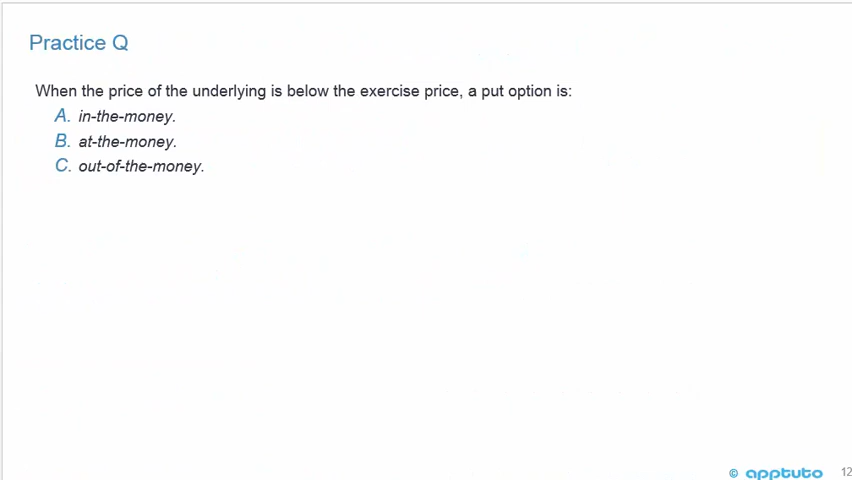 Practice Q
When the price of the underlying is below the exercise price, a put option is:
A. in-the-money.
B. at-the-money.
C. out-of-the-money.
© apptuto 12